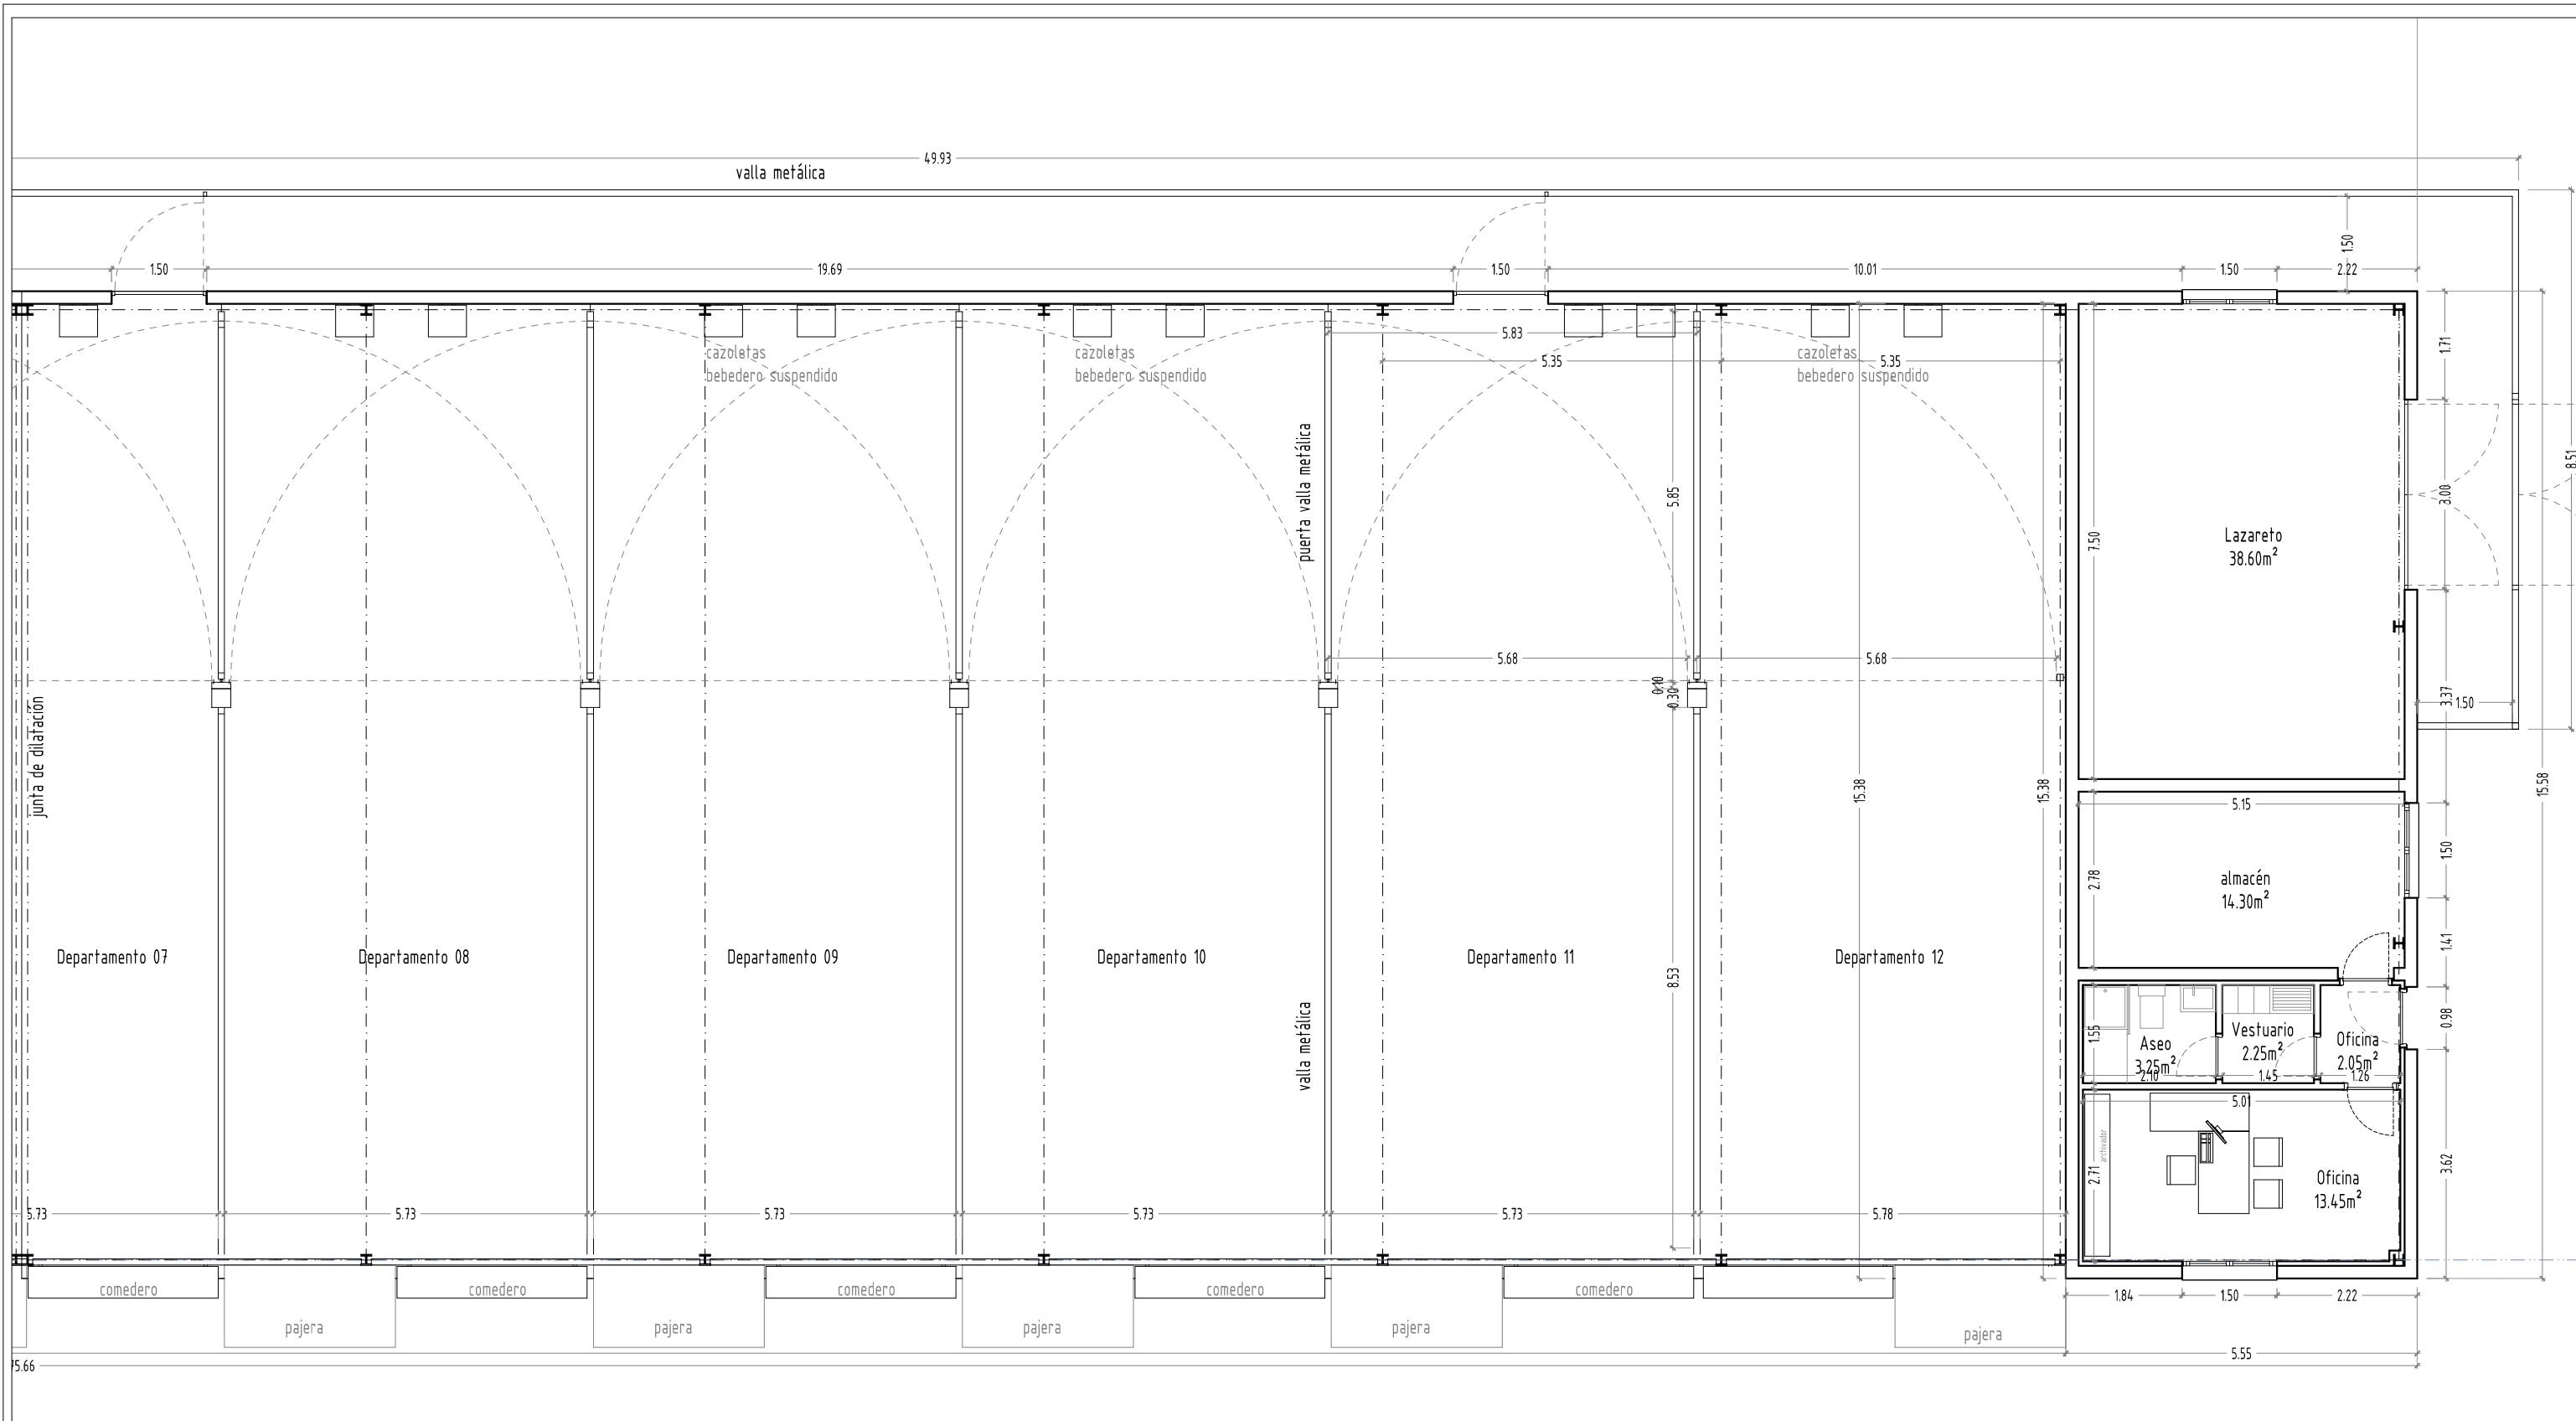 49.93
valla metálica
1.50
19.69
1.50
10.01
1.50
2.22
1.50
5.83
5.35
5.35
cazoletas
bebedero suspendido
cazoletas
bebedero suspendido
cazoletas
bebedero suspendido
1.71
8.51
puerta valla metálica
5.85
3.00
7.50
Lazareto
38.60m²
5.68
5.68
0.10
0.30
3.37
1.50
junta de dilatación
15.38
15.38
15.58
5.15
1.50
2.78
almacén
14.30m²
1.41
Departamento 07
Departamento 08
Departamento 09
Departamento 10
Departamento 11
Departamento 12
8.53
valla metálica
0.98
1.55
Aseo
3.25m²
2.10
Vestuario
2.25m²
1.45
Oficina
2.05m²
1.26
5.01
archivador
2.71
Oficina
13.45m²
3.62
5.73
5.73
5.73
5.73
5.73
5.78
comedero
comedero
comedero
comedero
comedero
1.84
1.50
2.22
pajera
pajera
pajera
pajera
pajera
5.55
75.66